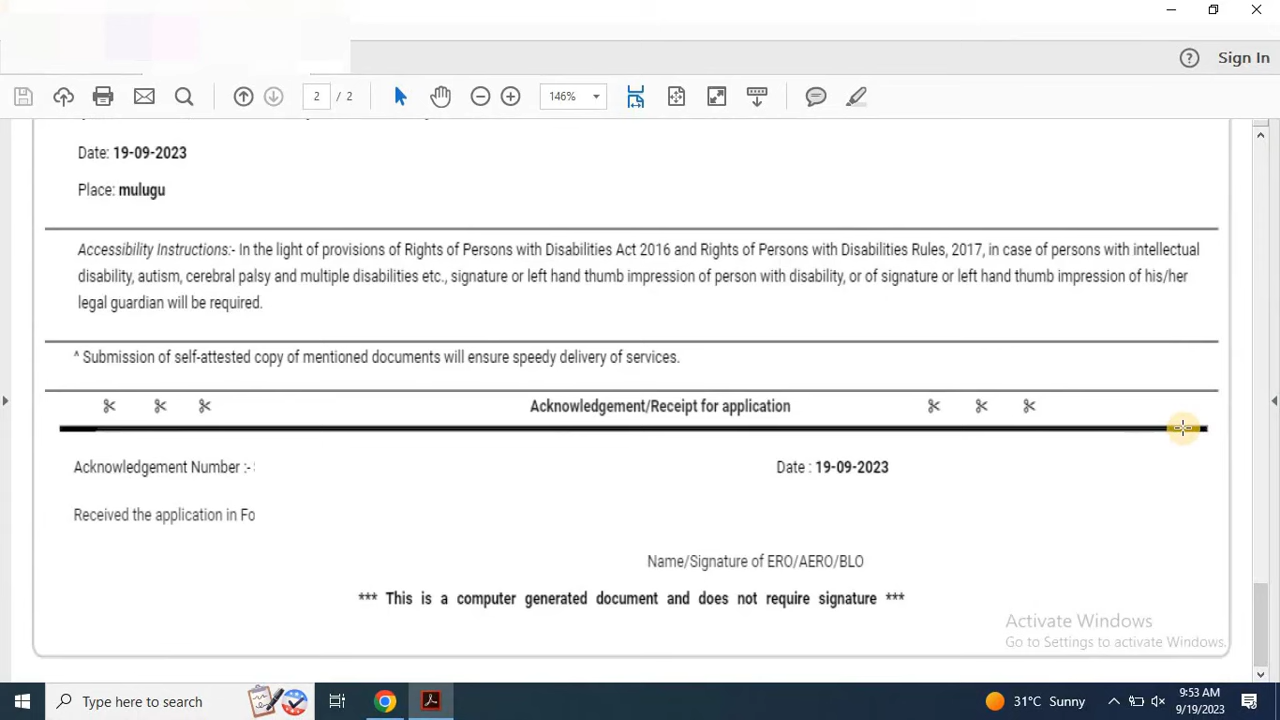 Sign In
2 / 2
146%
Date: 19-09-2023
Place: mulugu
Accessibility Instructions:- In the light of provisions of Rights of Persons with Disabilities Act 2016 and Rights of Persons with Disabilities Rules, 2017, in case of persons with intellectual
disability, autism, cerebral palsy and multiple disabilities etc., signature or left hand thumb impression of person with disability, or of signature or left hand thumb impression of his/her
legal guardian will be required.
^ Submission of self-attested copy of mentioned documents will ensure speedy delivery of services.
Acknowledgement/Receipt for application
Acknowledgement Number :- Date : 19-09-2023
Received the application in Fo
Name/Signature of ERO/AERO/BLO
*** This is a computer generated document and does not require signature ***
Activate Windows
Go to Settings to activate Windows.
Type here to search
31°C Sunny
9:53 AM
9/19/2023